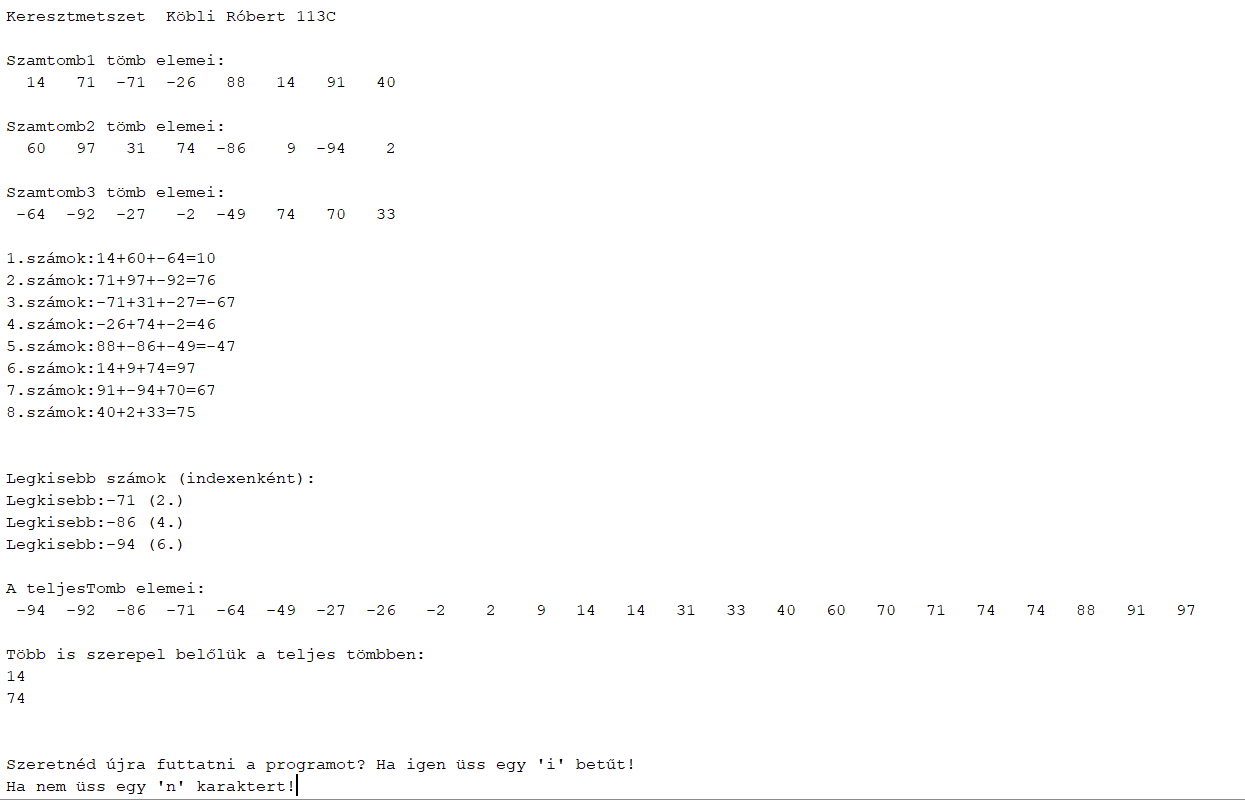 Keresztmetszet  Köbli Róbert 113C
Szamtomb1 tömb elemei:
14   71  -71  -26   88   14   91   40
Szamtomb2 tömb elemei:
60   97   31   74  -86    9  -94    2
Szamtomb3 tömb elemei:
-64  -92  -27   -2  -49   74   70   33
1.számok:14+60+-64=10
2.számok:71+97+-92=76
3.számok:-71+31+-27=-67
4.számok:-26+74+-2=46
5.számok:88+-86+-49=-47
6.számok:14+9+74=97
7.számok:91+-94+70=67
8.számok:40+2+33=75
Legkisebb számok (indexenként):
Legkisebb:-71 (2.)
Legkisebb:-86 (4.)
Legkisebb:-94 (6.)
A teljesTomb elemei:
-94  -92  -86  -71  -64  -49  -27  -26   -2    2    9   14   14   31   33   40   60   70   71   74   74   88   91   97
Több is szerepel belőlük a teljes tömbben:
14
74
Szeretnéd újra futtatni a programot? Ha igen üss egy 'i' betűt!
Ha nem üss egy 'n' karaktert!